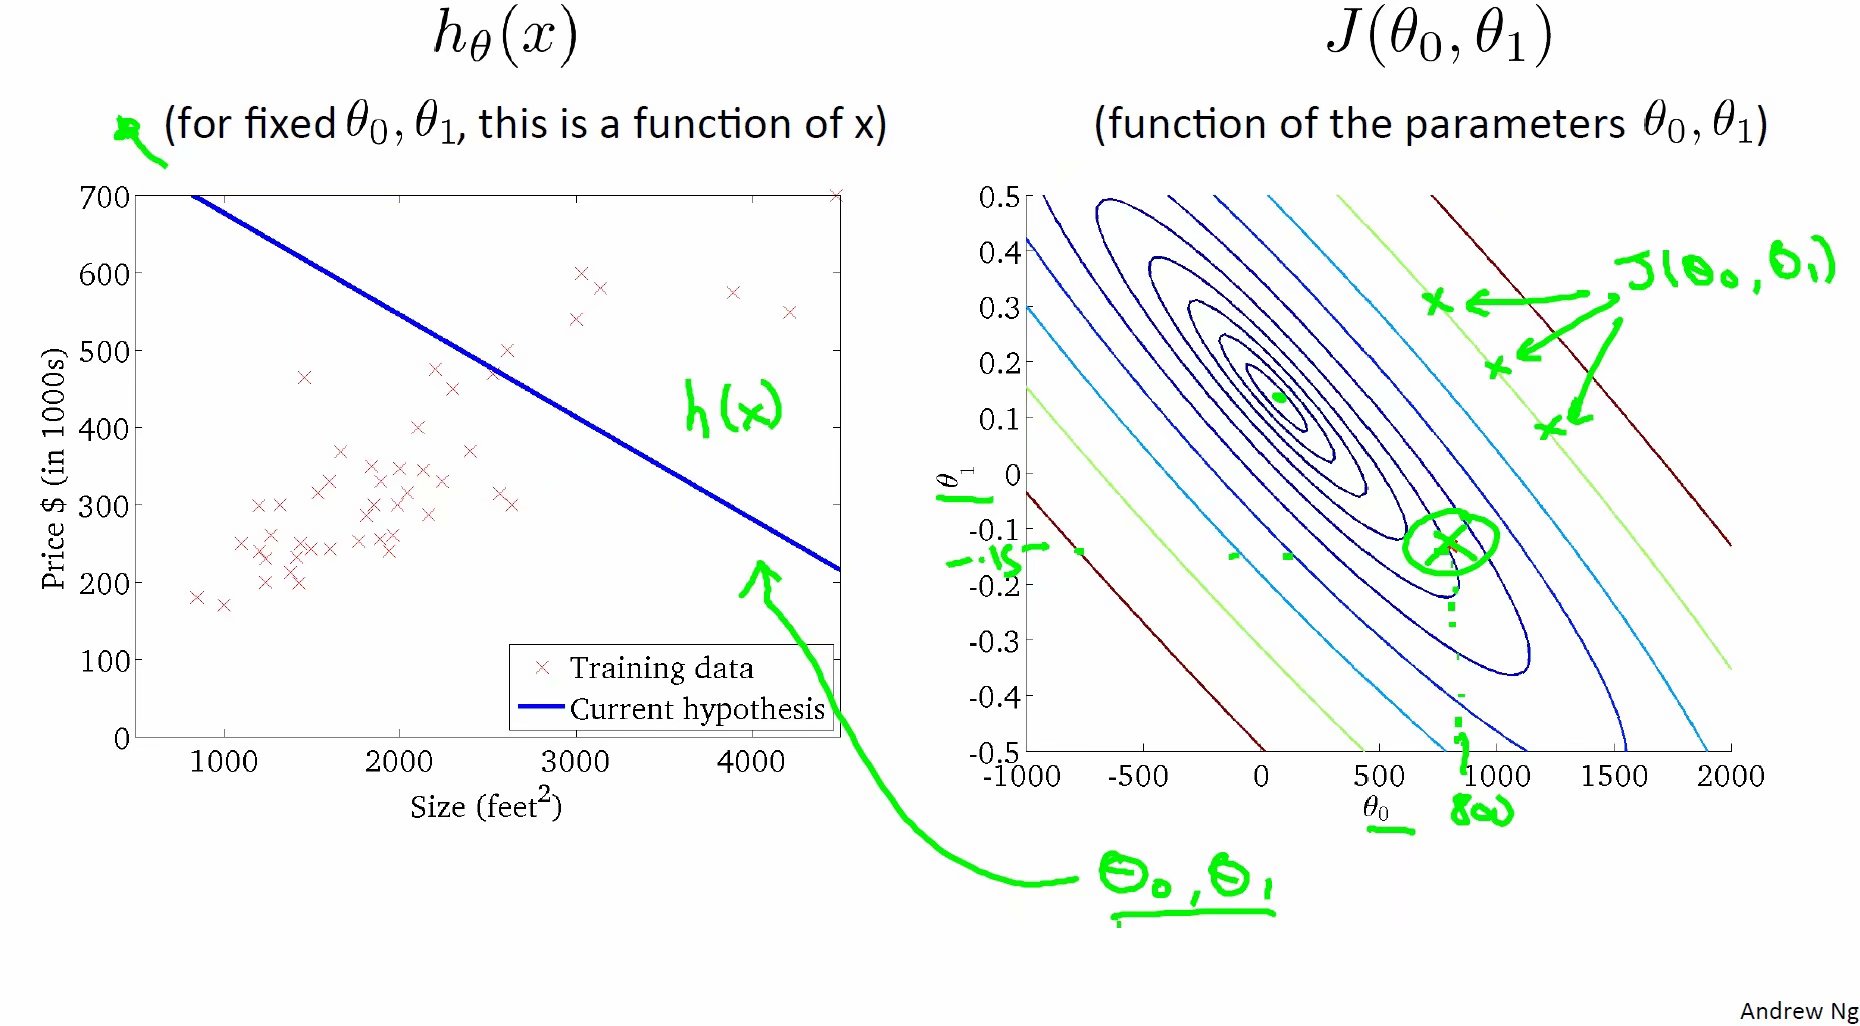 hθ(x)
(for fixed θ0, θ1, this is a function of x)
700
600
500
400
300
200
100
0
Price $ (in 1000s)
1000 2000 3000 4000
Size (feet2)
h(x)
Training data
Current hypothesis
J(θ0, θ1)
(function of the parameters θ0, θ1)
0.5
0.4
0.3
0.2
0.1
0
-0.1
-0.2
-0.3
-0.4
-0.5
θ1
-.15
-1000 -500 0 500 1000 1500 2000
θ0
800
J(θ0, θ1)
θ0, θ1
Andrew Ng